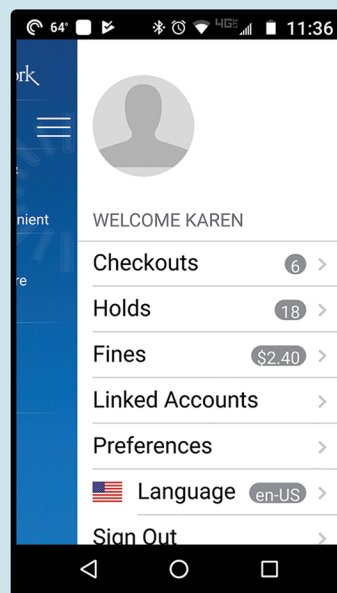 64° 4G 11:36
rk
nient
re
WELCOME KAREN
Checkouts 6
Holds 18
Fines $2.40
Linked Accounts
Preferences
Language en-US
Sign Out